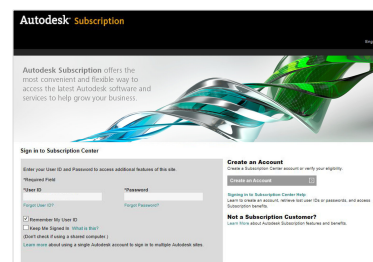 Autodesk Subscription
Autodesk Subscription offers the
most convenient and flexible way to
access the latest Autodesk software and
services to help grow your business.
Sign in to Subscription Center
Enter your User ID and Password to access additional features of this site
*Required Field
*User ID
*Password
Forgot User ID?
Forgot Password?
Remember My User ID
Keep Me Signed In What is this?
(Don't check if using a shared computer)
Learn more about using a single Autodesk account to sign in to multiple Autodesk sites.
Create an Account
Create a Subscription Center account or verify your eligibility.
Create an Account
Signing in to Subscription Center Help
Learn to create an account, retrieve lost user IDs or passwords, and access
Subscription benefits.
Not a Subscription Customer?
Learn More about Autodesk Subscription features and benefits.